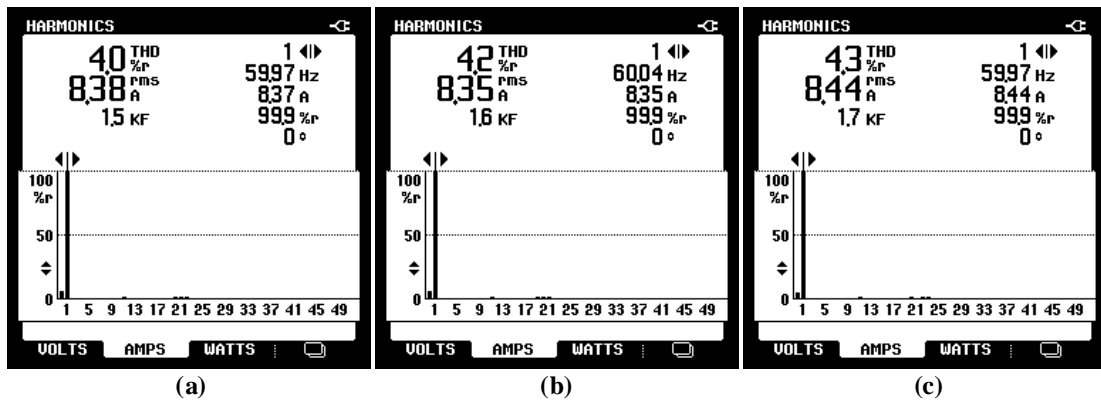 HARMONICS
4.0 THD %r
8.38 rms A
1.5 KF
1
59.97 Hz
8.37 A
99.9 %r
0 °
100
%r
50
0
1 5 9 13 17 21 25 29 33 37 41 45 49
VOLTS AMPS WATTS
(a)
HARMONICS
4.2 THD %r
8.35 rms A
1.6 KF
1
60.04 Hz
8.35 A
99.9 %r
0 °
100
%r
50
0
1 5 9 13 17 21 25 29 33 37 41 45 49
VOLTS AMPS WATTS
(b)
HARMONICS
4.3 THD %r
8.44 rms A
1.7 KF
1
59.97 Hz
8.44 A
99.9 %r
0 °
100
%r
50
0
1 5 9 13 17 21 25 29 33 37 41 45 49
VOLTS AMPS WATTS
(c)